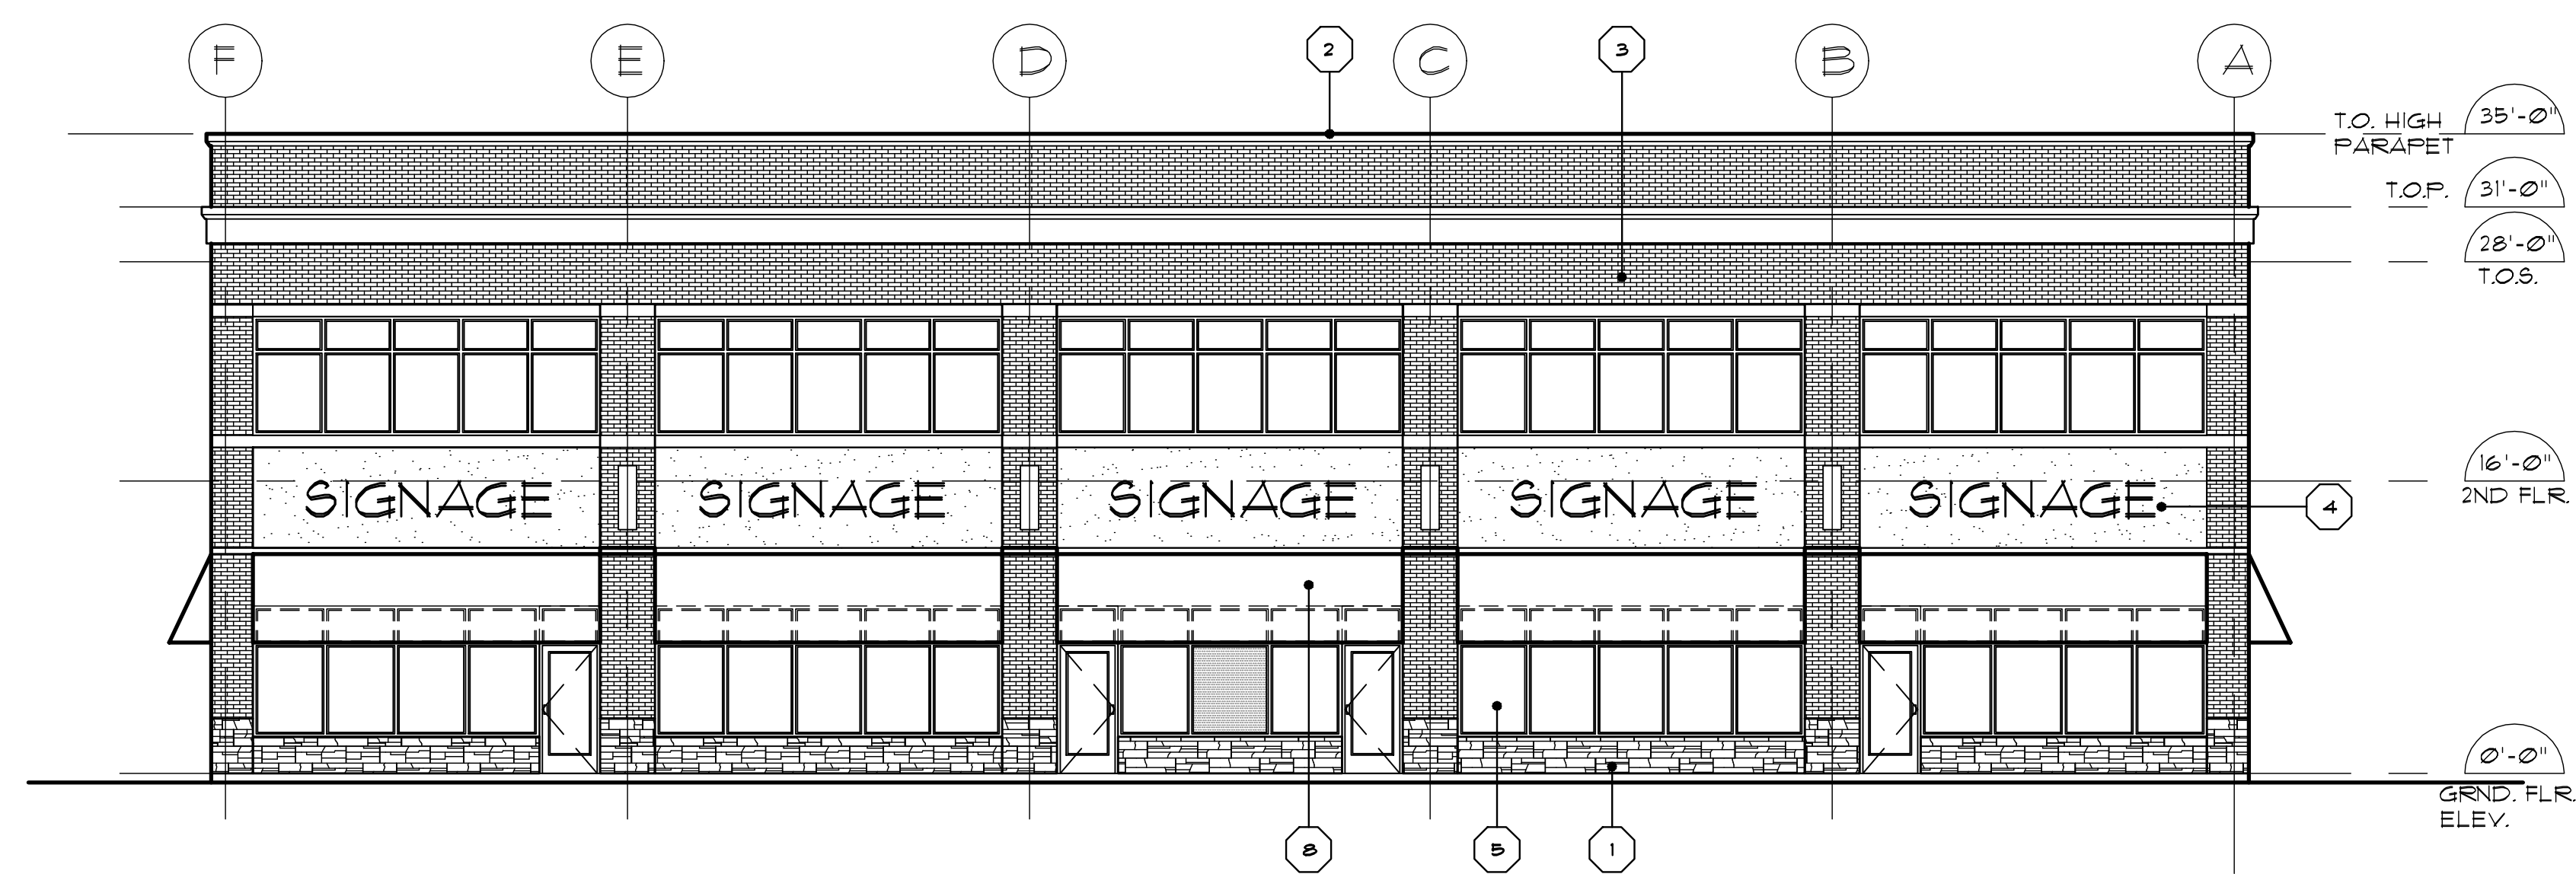 F
E
D
2
C
3
B
A
T.O. HIGH
PARAPET
35'-0"
T.O.P.
31'-0"
28'-0"
T.O.S.
SIGNAGE
SIGNAGE
SIGNAGE
SIGNAGE
SIGNAGE
4
16'-0"
2ND FLR.
0'-0"
GRND. FLR.
ELEV.
8
5
1